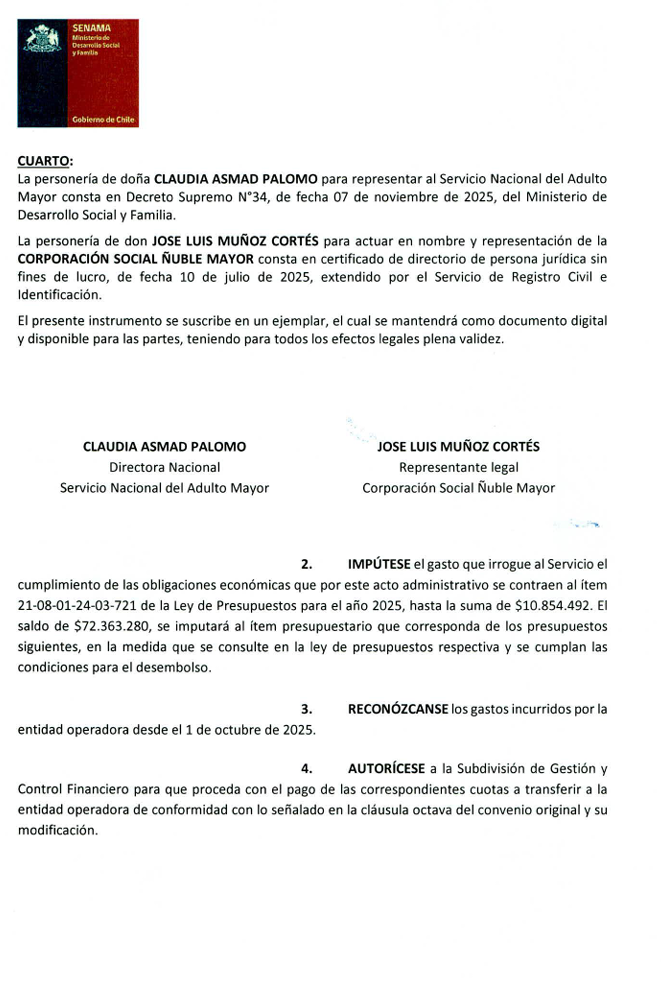 SENAMA
Ministerio de
Desarrollo Social
y Familia
Gobierno de Chile
CUARTO:
La personería de doña CLAUDIA ASMAD PALOMO para representar al Servicio Nacional del Adulto
Mayor consta en Decreto Supremo N°34, de fecha 07 de noviembre de 2025, del Ministerio de
Desarrollo Social y Familia.
La personería de don JOSE LUIS MUÑOZ CORTÉS para actuar en nombre y representación de la
CORPORACIÓN SOCIAL ÑUBLE MAYOR consta en certificado de directorio de persona jurídica sin
fines de lucro, de fecha 10 de julio de 2025, extendido por el Servicio de Registro Civil e
Identificación.
El presente instrumento se suscribe en un ejemplar, el cual se mantendrá como documento digital
y disponible para las partes, teniendo para todos los efectos legales plena validez.
CLAUDIA ASMAD PALOMO JOSE LUIS MUÑOZ CORTÉS
Directora Nacional Representante legal
Servicio Nacional del Adulto Mayor Corporación Social Ñuble Mayor
2. IMPÚTESE el gasto que irrogue al Servicio el
cumplimiento de las obligaciones económicas que por este acto administrativo se contraen al ítem
21-08-01-24-03-721 de la Ley de Presupuestos para el año 2025, hasta la suma de $10.854.492. El
saldo de $72.363.280, se imputará al ítem presupuestario que corresponda de los presupuestos
siguientes, en la medida que se consulte en la ley de presupuestos respectiva y se cumplan las
condiciones para el desembolso.
3. RECONÓZCANSE los gastos incurridos por la
entidad operadora desde el 1 de octubre de 2025.
4. AUTORÍCESE a la Subdivisión de Gestión y
Control Financiero para que proceda con el pago de las correspondientes cuotas a transferir a la
entidad operadora de conformidad con lo señalado en la cláusula octava del convenio original y su
modificación.